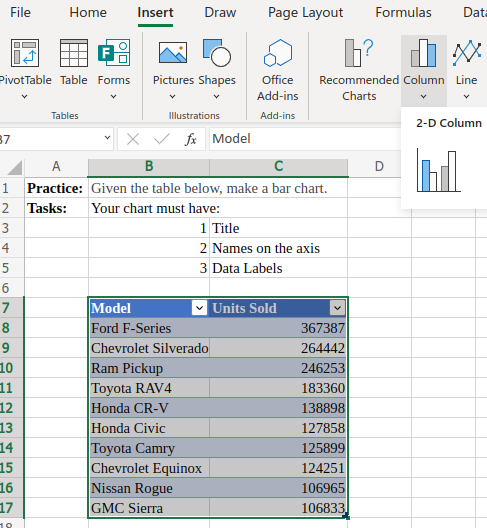 File Home Insert Draw Page Layout Formulas Data
PivotTable Table Forms Pictures Shapes Office Add-ins Recommended Charts Column Line
Tables Illustrations Add-ins
2-D Column
B7 fx Model
A B C D
1 Practice: Given the table below, make a bar chart.
2 Tasks: Your chart must have:
3 1 Title
4 2 Names on the axis
5 3 Data Labels
6
7 Model Units Sold
8 Ford F-Series 367387
9 Chevrolet Silverado 264442
10 Ram Pickup 246253
11 Toyota RAV4 183360
12 Honda CR-V 138898
13 Honda Civic 127858
14 Toyota Camry 125899
15 Chevrolet Equinox 124251
16 Nissan Rogue 106965
17 GMC Sierra 106833
18